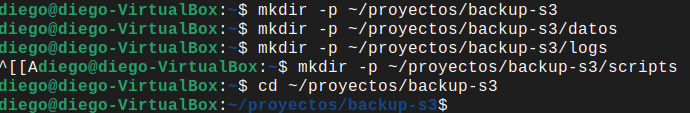 diego@diego-VirtualBox:~$ mkdir -p ~/proyectos/backup-s3
diego@diego-VirtualBox:~$ mkdir -p ~/proyectos/backup-s3/datos
diego@diego-VirtualBox:~$ mkdir -p ~/proyectos/backup-s3/logs
^[[Adiego@diego-VirtualBox:~$ mkdir -p ~/proyectos/backup-s3/scripts
diego@diego-VirtualBox:~$ cd ~/proyectos/backup-s3
diego@diego-VirtualBox:~/proyectos/backup-s3$